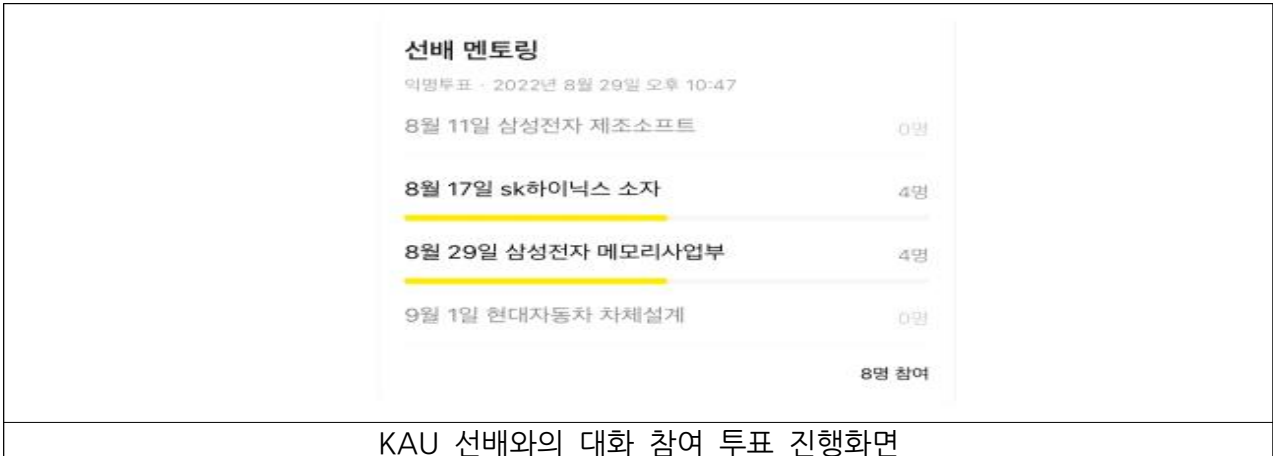 선배 멘토링
익명투표 · 2022년 8월 29일 오후 10:47
8월 11일 삼성전자 제조소프트 0명
8월 17일 sk하이닉스 소자 4명
8월 29일 삼성전자 메모리사업부 4명
9월 1일 현대자동차 차체설계 0명
8명 참여
KAU 선배와의 대화 참여 투표 진행화면